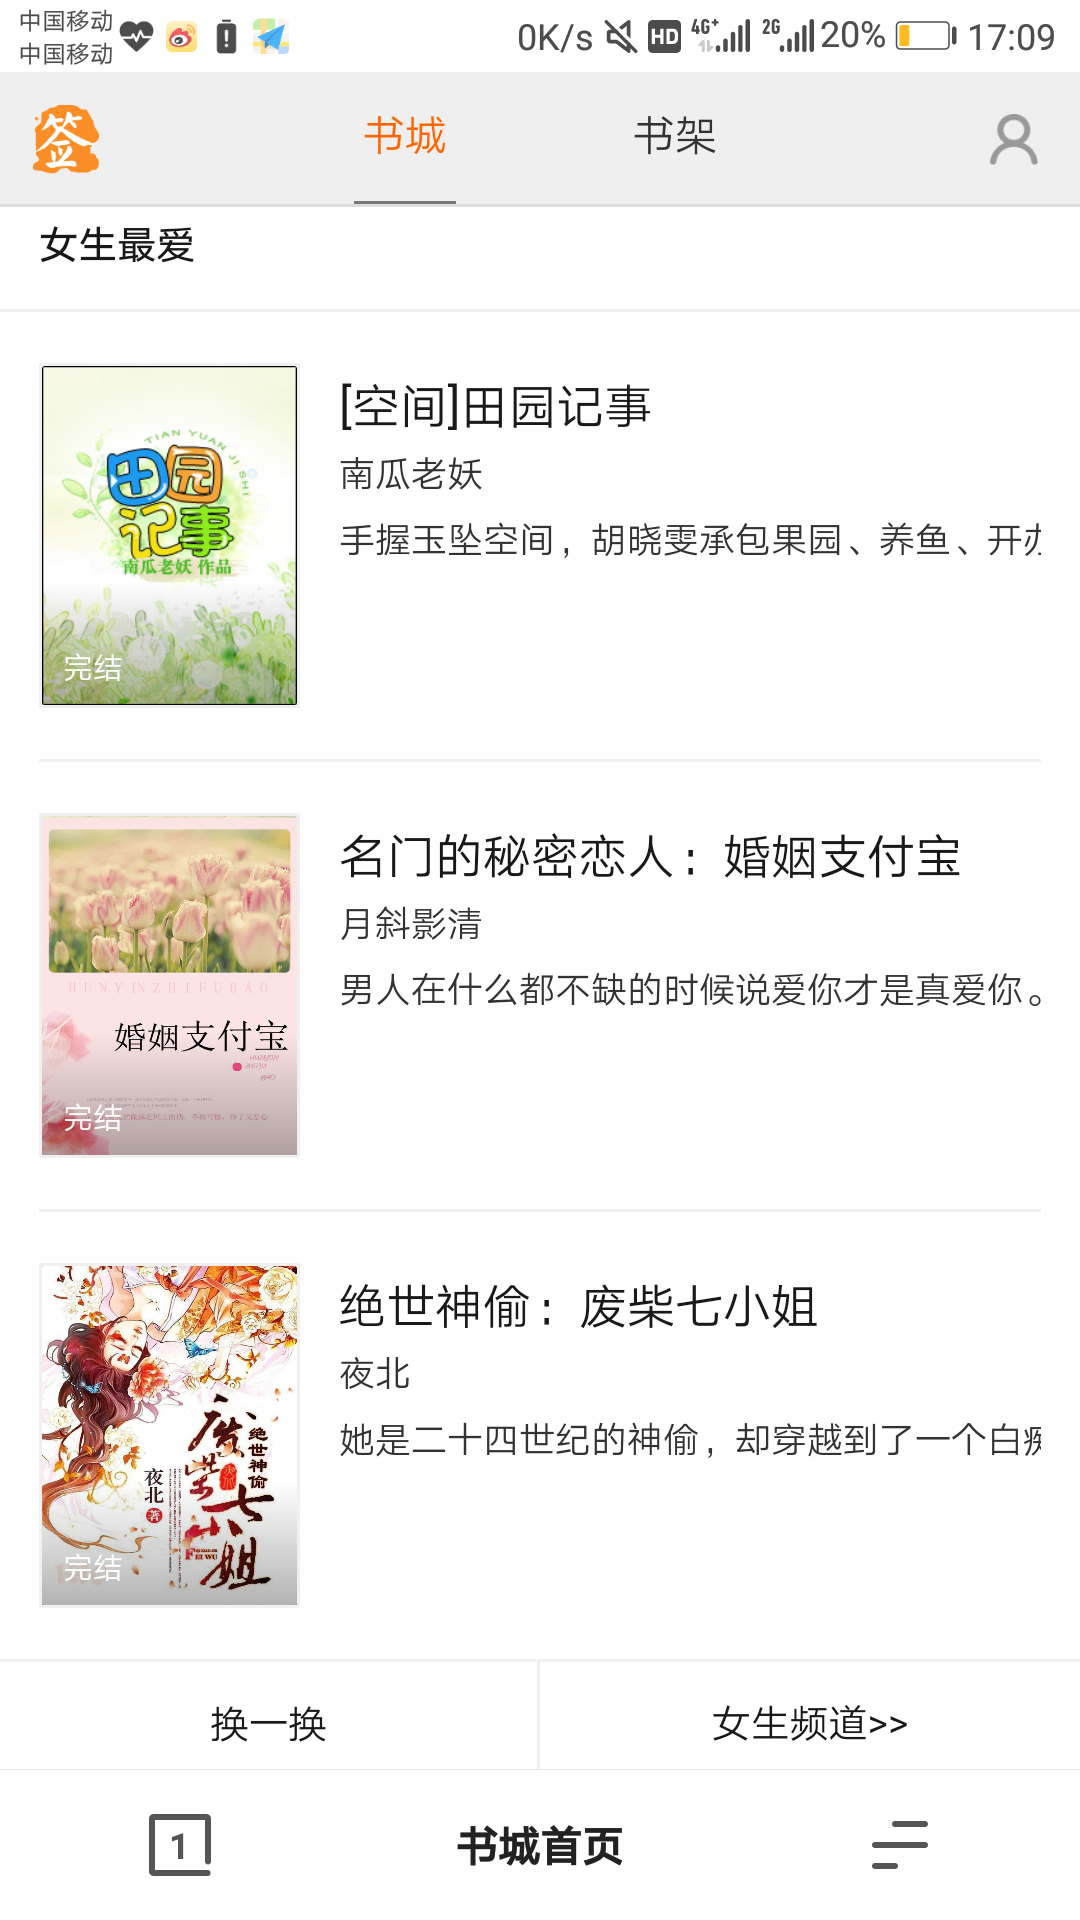 中国移动
中国移动
0K/s HD 4G+ 2G 20% 17:09
签 书城 书架
女生最爱
TIAN YUAN JI SHI
田园
记事
南瓜老妖 作品
完结
[空间]田园记事
南瓜老妖
手握玉坠空间，胡晓雯承包果园、养鱼、开办
HUNYINZHIFUBAO
婚姻支付宝
完结
名门的秘密恋人：婚姻支付宝
月斜影清
男人在什么都不缺的时候说爱你才是真爱你。
绝世神偷
废柴七小姐
夜北
著
FEI WU
完结
绝世神偷：废柴七小姐
夜北
她是二十四世纪的神偷，却穿越到了一个白痴
换一换 女生频道>>
1 书城首页